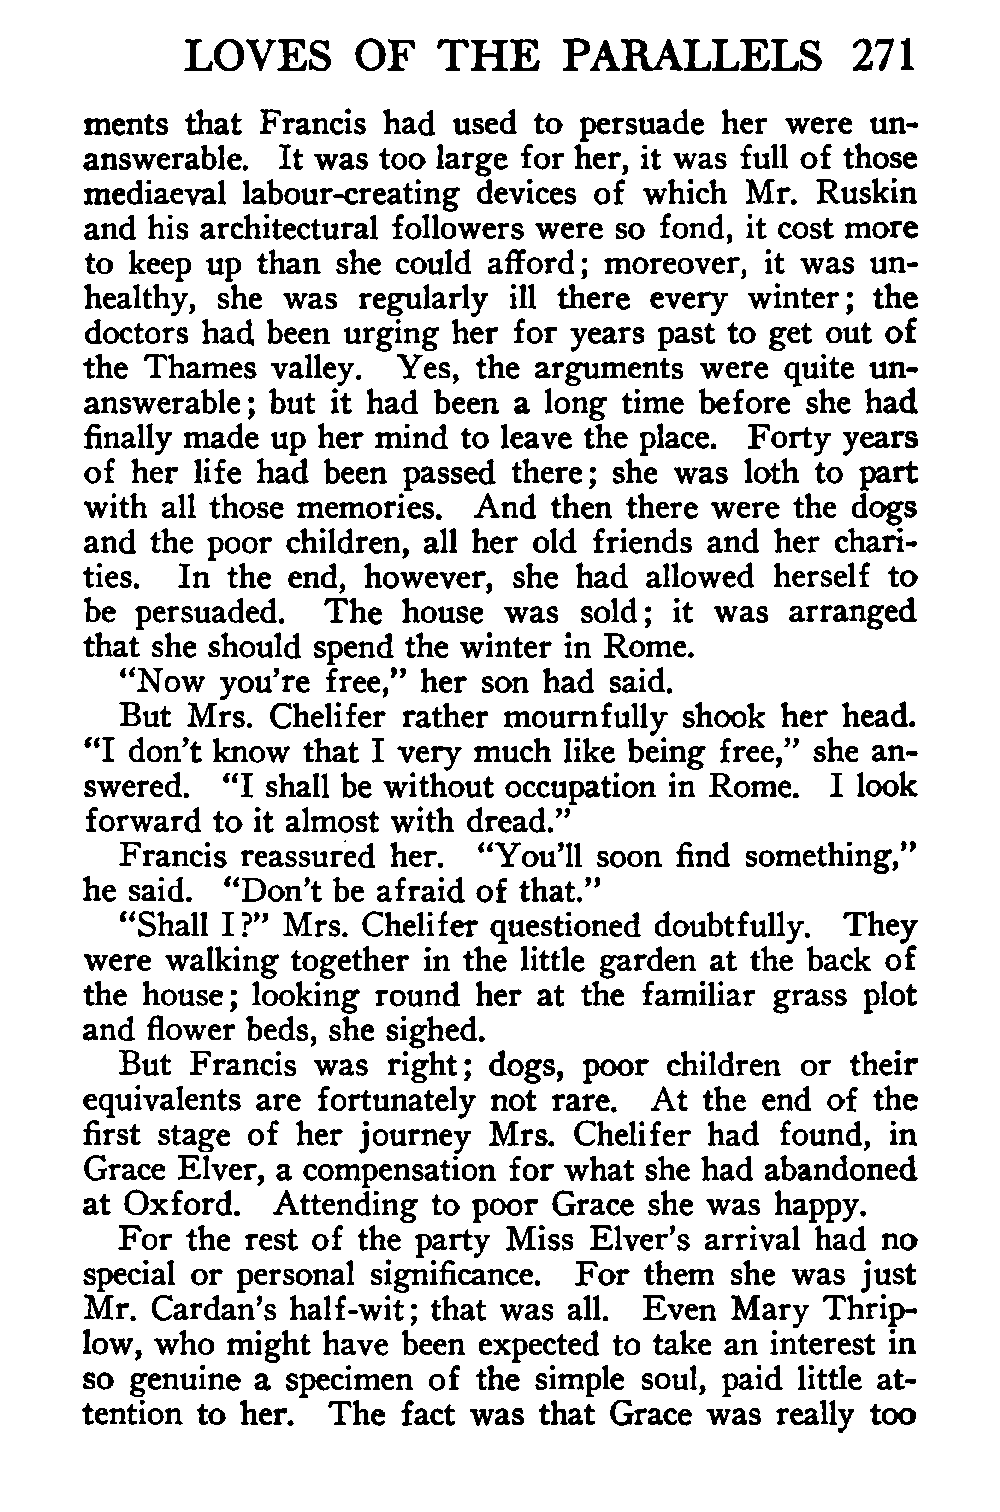 LOVES OF THE PARALLELS 271
ments that Francis had used to persuade her were un-
answerable. It was too large for her, it was full of those
mediaeval labour-creating devices of which Mr. Ruskin
and his architectural followers were so fond, it cost more
to keep up than she could afford; moreover, it was un-
healthy, she was regularly ill there every winter; the
doctors had been urging her for years past to get out of
the Thames valley. Yes, the arguments were quite un-
answerable; but it had been a long time before she had
finally made up her mind to leave the place. Forty years
of her life had been passed there; she was loth to part
with all those memories. And then there were the dogs
and the poor children, all her old friends and her chari-
ties. In the end, however, she had allowed herself to
be persuaded. The house was sold; it was arranged
that she should spend the winter in Rome.
"Now you're free," her son had said.
But Mrs. Chelifer rather mournfully shook her head.
"I don't know that I very much like being free," she an-
swered. "I shall be without occupation in Rome. I look
forward to it almost with dread."
Francis reassured her. "You'll soon find something,"
he said. "Don't be afraid of that."
"Shall I?" Mrs. Chelifer questioned doubtfully. They
were walking together in the little garden at the back of
the house; looking round her at the familiar grass plot
and flower beds, she sighed.
But Francis was right; dogs, poor children or their
equivalents are fortunately not rare. At the end of the
first stage of her journey Mrs. Chelifer had found, in
Grace Elver, a compensation for what she had abandoned
at Oxford. Attending to poor Grace she was happy.
For the rest of the party Miss Elver's arrival had no
special or personal significance. For them she was just
Mr. Cardan's half-wit; that was all. Even Mary Thrip-
low, who might have been expected to take an interest in
so genuine a specimen of the simple soul, paid little at-
tention to her. The fact was that Grace was really too